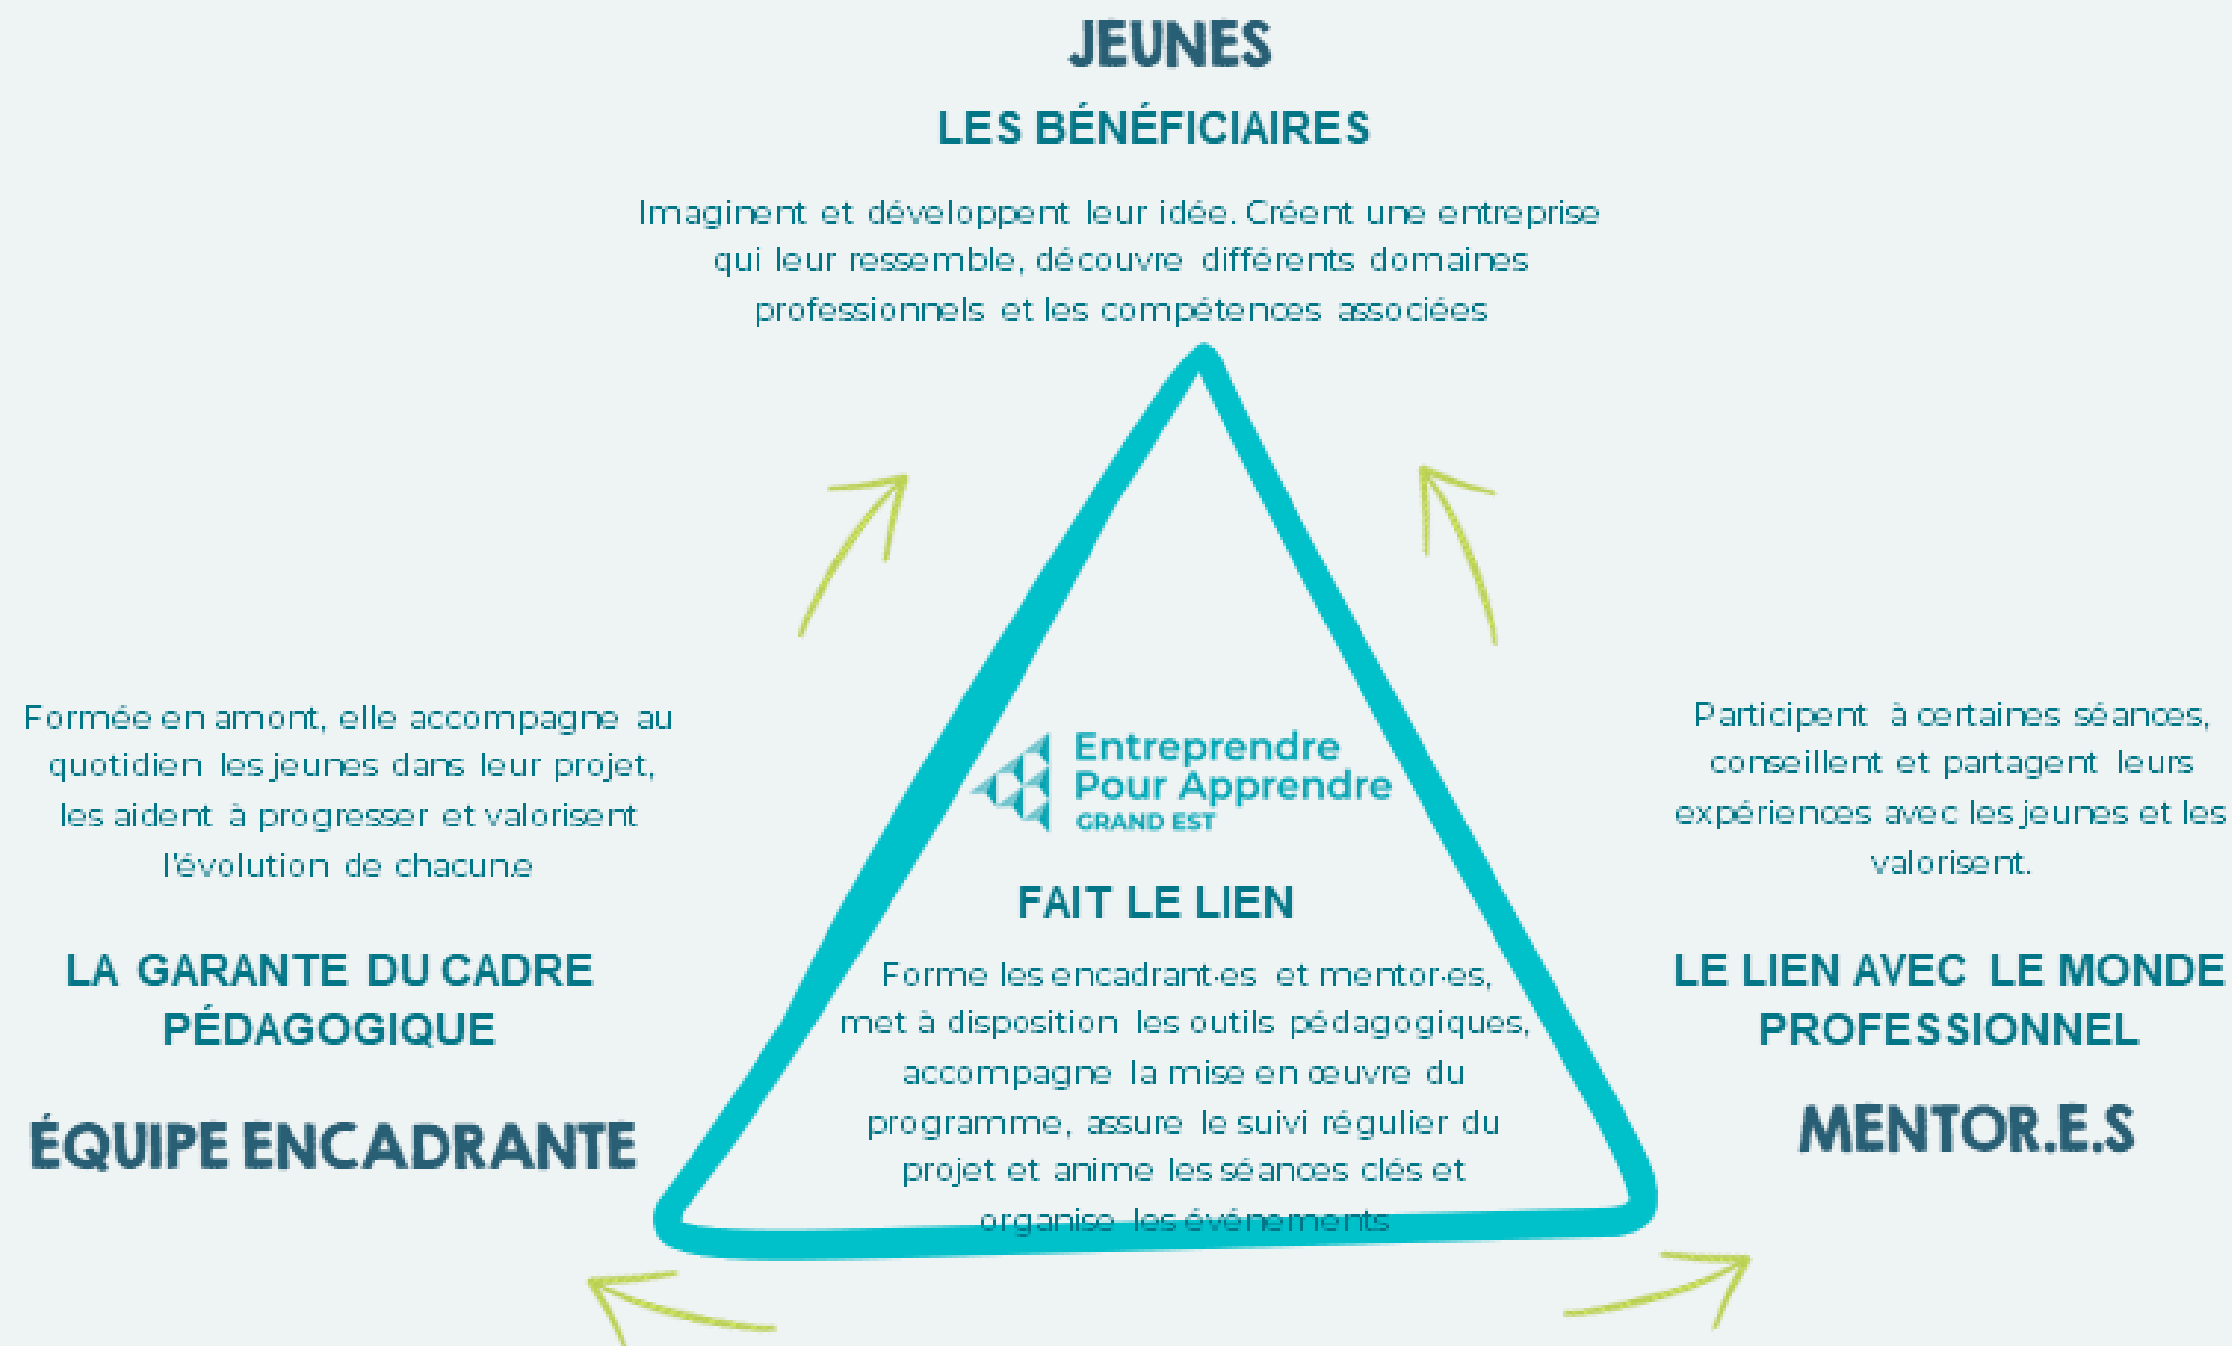 JEUNES
LES BÉNÉFICIAIRES
Imaginent et développent leur idée. Créent une entreprise
qui leur ressemble, découvre différents domaines
professionnels et les compétences associées
Formée en amont, elle accompagne au
quotidien les jeunes dans leur projet,
les aident à progresser et valorisent
l'évolution de chacun.e
LA GARANTE DU CADRE
PÉDAGOGIQUE
ÉQUIPE ENCADRANTE
Entreprendre
Pour Apprendre
GRAND EST
FAIT LE LIEN
Forme les encadrant·es et mentor·es,
met à disposition les outils pédagogiques,
accompagne la mise en œuvre du
programme, assure le suivi régulier du
projet et anime les séances clés et
organise les événements
Participent à certaines séances,
conseillent et partagent leurs
expériences avec les jeunes et les
valorisent.
LE LIEN AVEC LE MONDE
PROFESSIONNEL
MENTOR.E.S